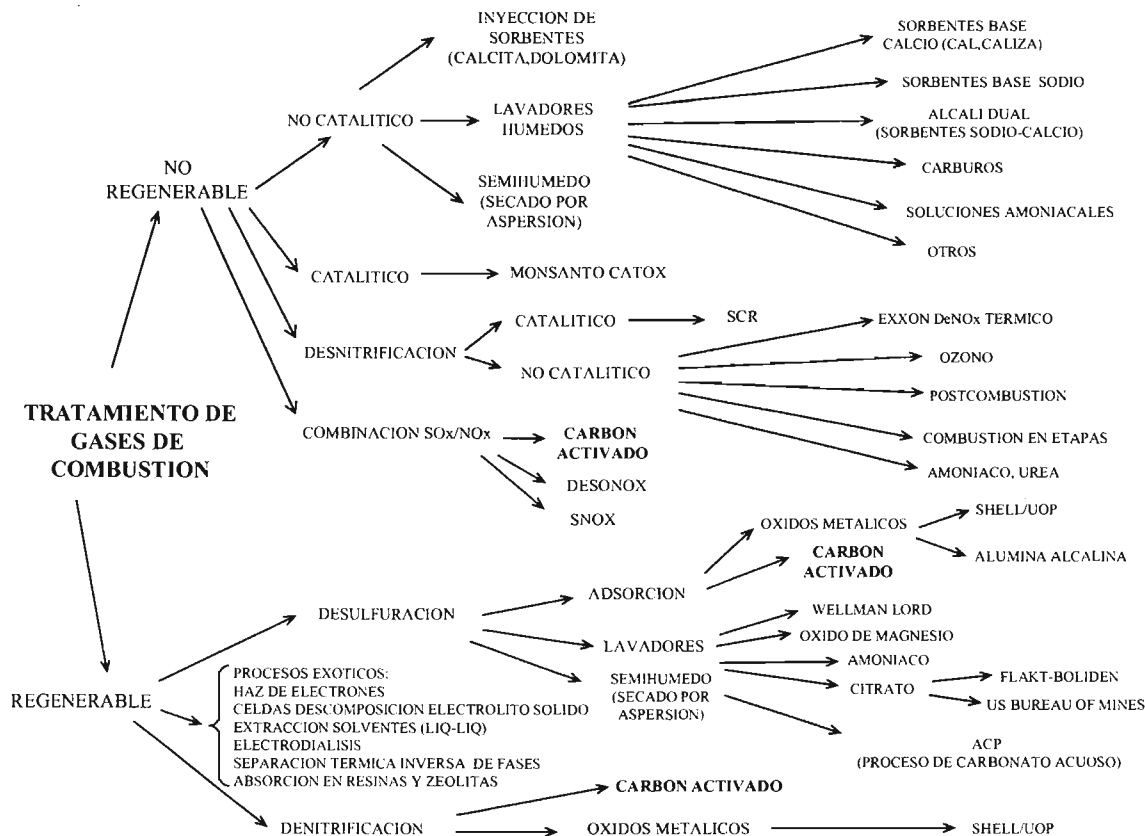 INYECCION DE
SORBENTES
(CALCITA,DOLOMITA)
SORBENTES BASE
CALCIO (CAL,CALIZA)
SORBENTES BASE SODIO
NO CATALITICO
LAVADORES
HUMEDOS
ALCALI DUAL
(SORBENTES SODIO-CALCIO)
CARBUROS
NO
REGENERABLE
SEMIHUMEDO
(SECADO POR
ASPERSION)
SOLUCIONES AMONIACALES
OTROS
CATALITICO
MONSANTO CATOX
CATALITICO
SCR
EXXON DeNOx TERMICO
DESNITRIFICACION
NO CATALITICO
OZONO
POSTCOMBUSTION
TRATAMIENTO DE
GASES DE
COMBUSTION
COMBINACION SOx/NOx
CARBON
ACTIVADO
COMBUSTION EN ETAPAS
AMONIACO, UREA
DESONOX
SNOX
OXIDOS METALICOS
SHELL/UOP
CARBON
ACTIVADO
ALUMINA ALCALINA
DESULFURACION
ADSORCION
WELLMAN LORD
OXIDO DE MAGNESIO
LAVADORES
AMONIACO
SEMIHUMEDO
(SECADO POR
ASPERSION)
CITRATO
FLAKT-BOLIDEN
US BUREAU OF MINES
REGENERABLE
PROCESOS EXOTICOS:
HAZ DE ELECTRONES
CELDAS DESCOMPOSICION ELECTROLITO SOLIDO
EXTRACCION SOLVENTES (LIQ-LIQ)
ELECTRODIALISIS
SEPARACION TERMICA INVERSA DE FASES
ABSORCION EN RESINAS Y ZEOLITAS
ACP
(PROCESO DE CARBONATO ACUOSO)
CARBON ACTIVADO
DENITRIFICACION
OXIDOS METALICOS
SHELL/UOP